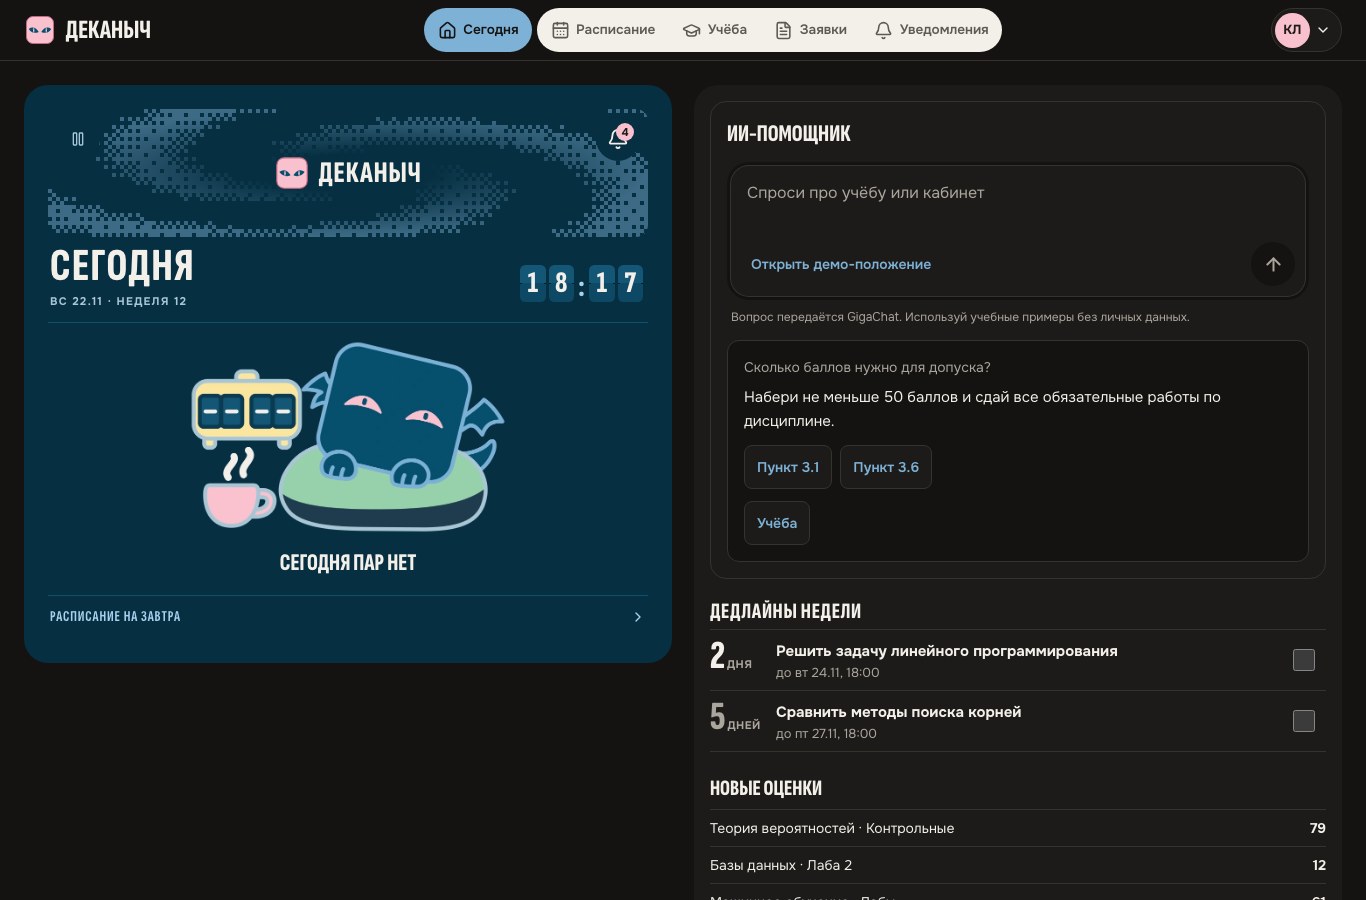 ДЕКАНЫЧ
Сегодня
Расписание
Учёба
Заявки
Уведомления
КЛ
4
ДЕКАНЫЧ
СЕГОДНЯ
ВС 22.11 · НЕДЕЛЯ 12
18:17
СЕГОДНЯ ПАР НЕТ
РАСПИСАНИЕ НА ЗАВТРА
ИИ-ПОМОЩНИК
Спроси про учёбу или кабинет
Открыть демо-положение
Вопрос передаётся GigaChat. Используй учебные примеры без личных данных.
Сколько баллов нужно для допуска?
Набери не меньше 50 баллов и сдай все обязательные работы по
дисциплине.
Пункт 3.1
Пункт 3.6
Учёба
ДЕДЛАЙНЫ НЕДЕЛИ
2 ДНЯ
Решить задачу линейного программирования
до вт 24.11, 18:00
5 ДНЕЙ
Сравнить методы поиска корней
до пт 27.11, 18:00
НОВЫЕ ОЦЕНКИ
Теория вероятностей · Контрольные 79
Базы данных · Лаба 2 12